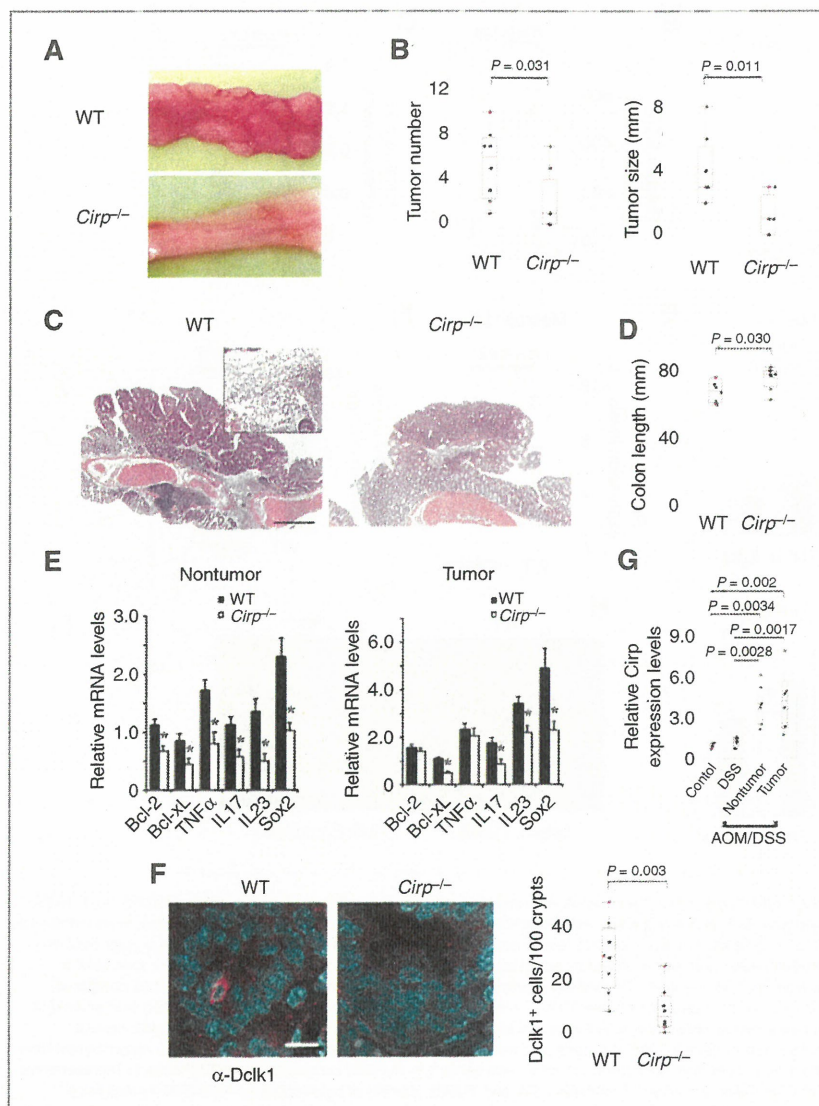 A
WT
Cirp−/−
B
P = 0.031
Tumor number
12
8
4
0
WT Cirp−/−
P = 0.011
Tumor size (mm)
8
6
4
2
0
WT Cirp−/−
C
WT Cirp−/−
D
P = 0.030
Colon length (mm)
80
40
0
WT Cirp−/−
E
Nontumor
WT
Cirp−/−
Relative mRNA levels
3.0
2.0
1.0
.0
*
*
*
*
*
*
Bcl-2
Bcl-XL
TNFα
IL17
IL23
Sox2
Tumor
WT
Cirp−/−
Relative mRNA levels
6.0
4.0
2.0
.0
*
*
*
*
Bcl-2
Bcl-XL
TNFα
IL17
IL23
Sox2
G
P = 0.002
P = 0.0034
P = 0.0017
P = 0.0028
Relative Cirp
expression levels
9.0
6.0
3.0
0
Contol
DSS
Nontumor
Tumor
AOM/DSS
F
WT Cirp−/−
α-Dclk1
P = 0.003
Dclk1+ cells/100 crypts
40
20
0
WT Cirp−/−